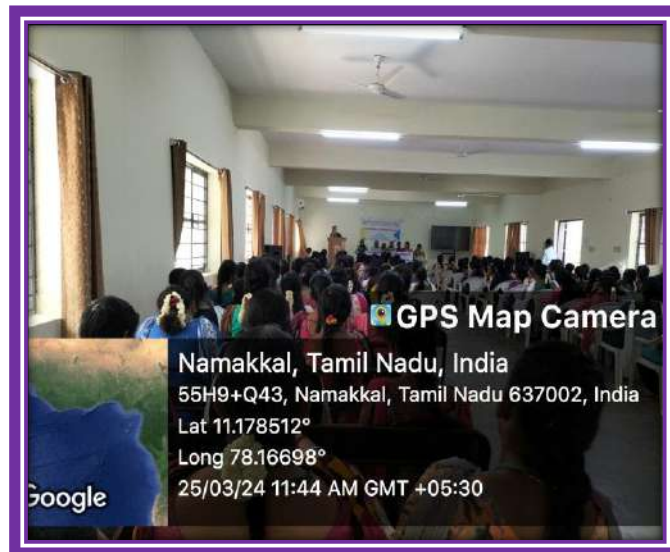 GPS Map Camera
Namakkal, Tamil Nadu, India
55H9+Q43, Namakkal, Tamil Nadu 637002, India
Lat 11.178512°
Long 78.16698°
25/03/24 11:44 AM GMT +05:30
Google